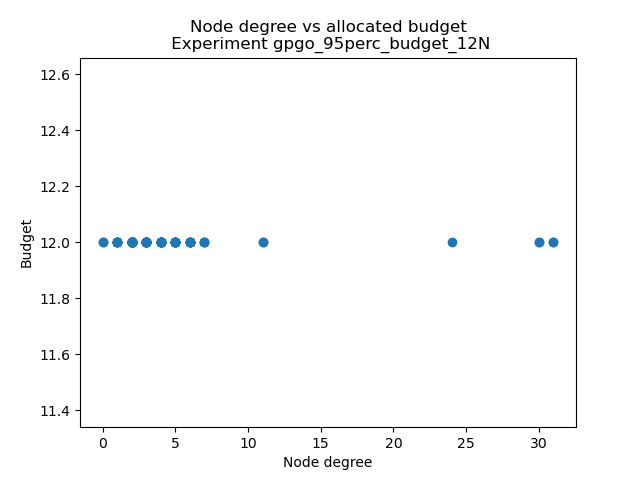 Node degree vs allocated budget
Experiment gpgo_95perc_budget_12N
12.6
12.4
12.2
12.0
11.8
11.6
11.4
Budget
0 5 10 15 20 25 30
Node degree